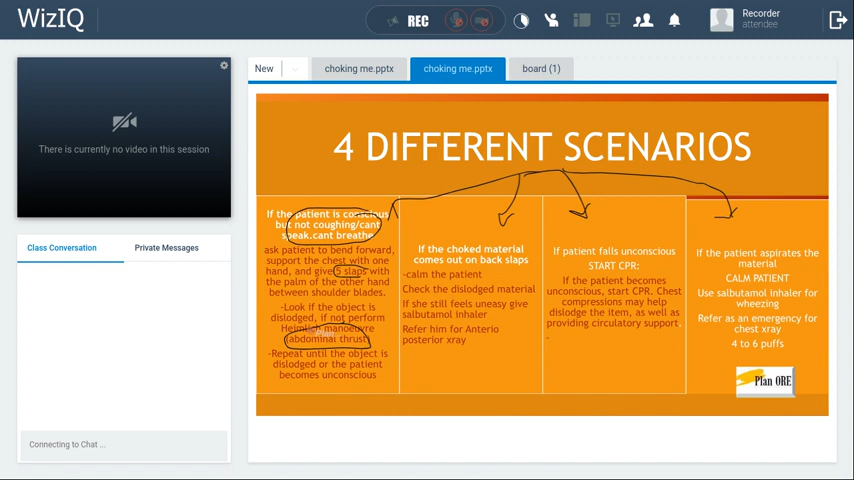 WizIQ
REC
Recorder
attendee
There is currently no video in this session
Class Conversation
Private Messages
Connecting to Chat ...
New
choking me.pptx
choking me.pptx
board (1)
4 DIFFERENT SCENARIOS
If the patient is conscious
but not coughing/cant
speak.cant breathe
ask patient to bend forward,
support the chest with one
hand, and give 5 slaps with
the palm of the other hand
between shoulder blades.
-Look if the object is
dislodged, if not perform
Heimlich manoeuvre
(abdominal thrust)
-Repeat until the object is
dislodged or the patient
becomes unconscious
If the choked material
comes out on back slaps
-calm the patient
Check the dislodged material
If she still feels uneasy give
salbutamol inhaler
Refer him for Anterio
posterior xray
If patient falls unconscious
START CPR:
If the patient becomes
unconscious, start CPR. Chest
compressions may help
dislodge the item, as well as
providing circulatory support.
-
If the patient aspirates the
material
CALM PATIENT
Use salbutamol inhaler for
wheezing
Refer as an emergency for
chest xray
4 to 6 puffs
Plan ORE